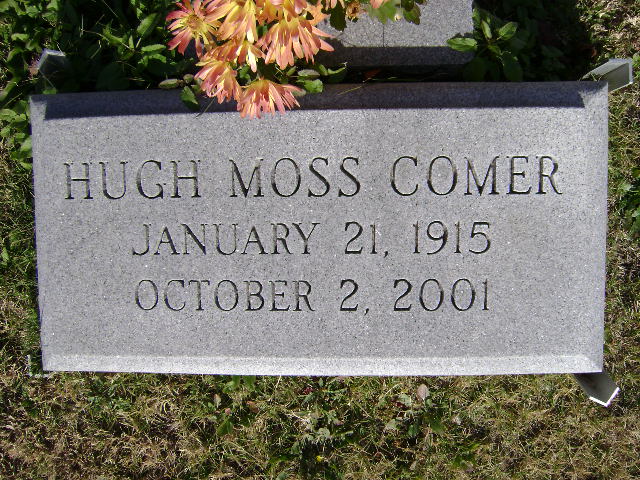 HUGH MOSS COMER
JANUARY 21, 1915
OCTOBER 2, 2001